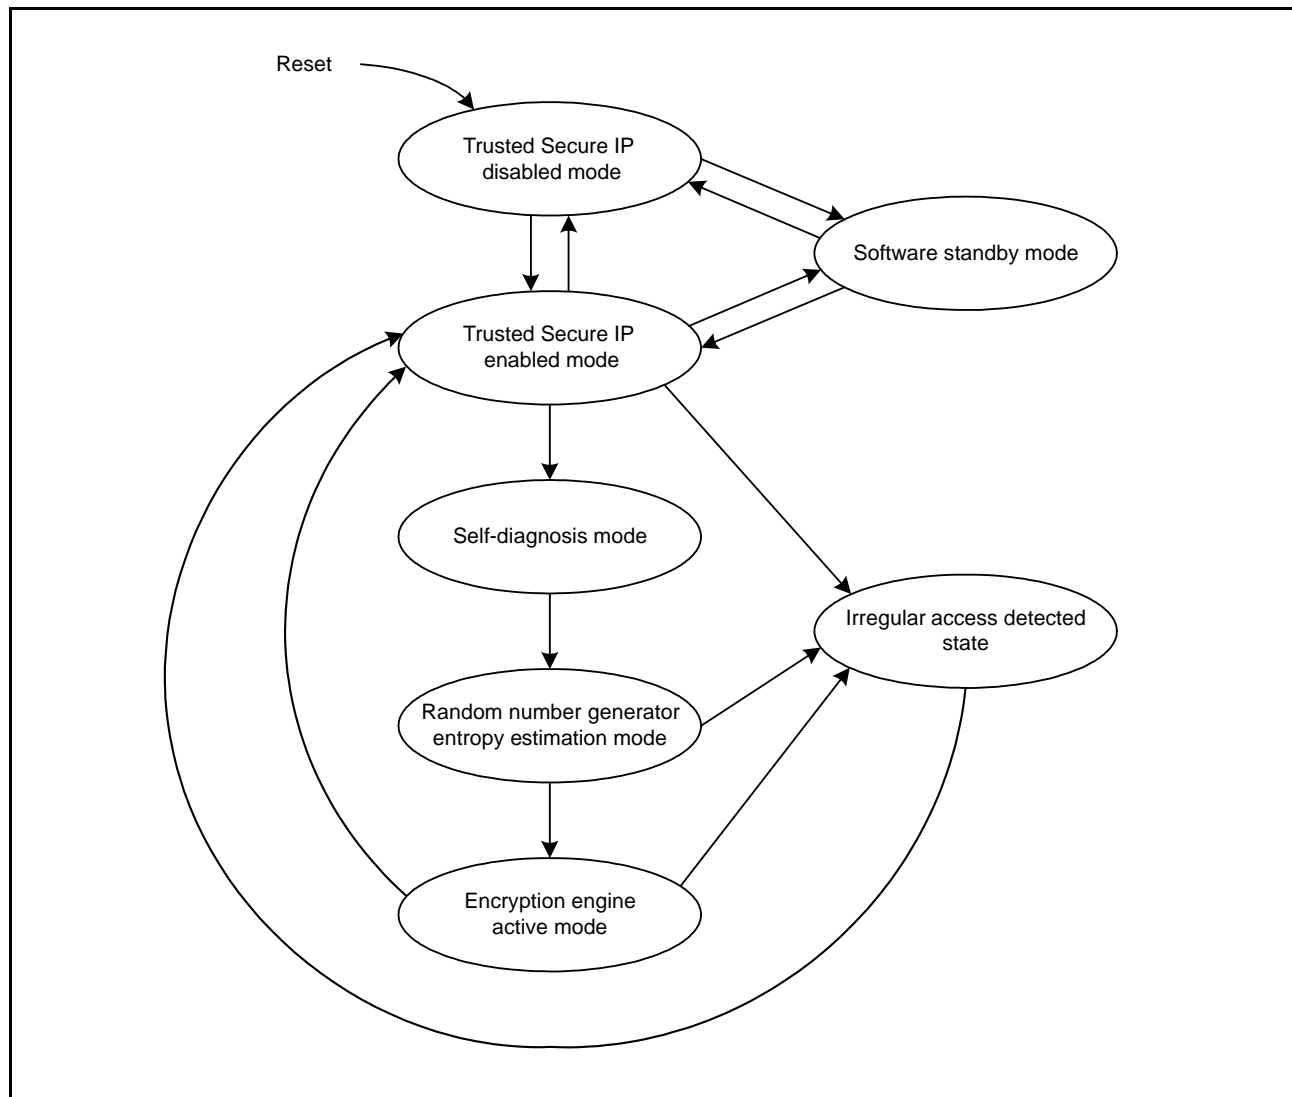 Reset
Trusted Secure IP
disabled mode
Software standby mode
Trusted Secure IP
enabled mode
Self-diagnosis mode
Irregular access detected
state
Random number generator
entropy estimation mode
Encryption engine
active mode